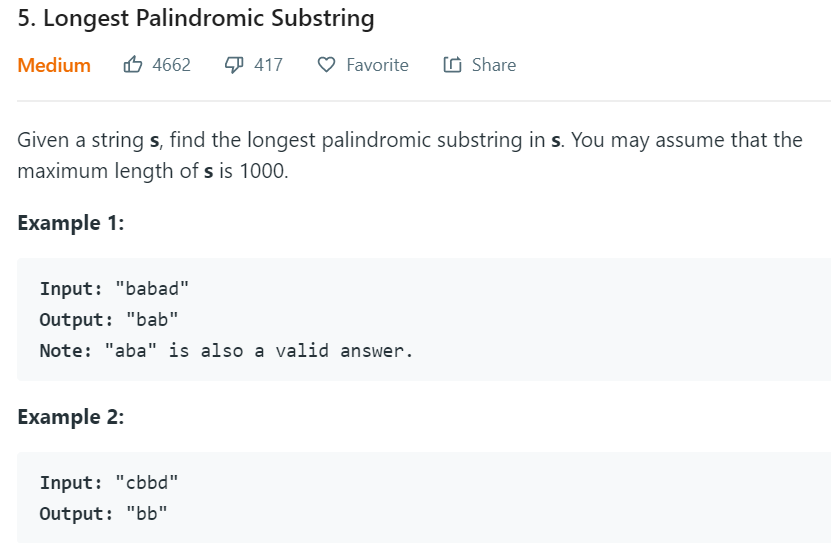 5. Longest Palindromic Substring
Medium 4662 417 Favorite Share
Given a string s, find the longest palindromic substring in s. You may assume that the
maximum length of s is 1000.
Example 1:
Input: "babad"
Output: "bab"
Note: "aba" is also a valid answer.
Example 2:
Input: "cbbd"
Output: "bb"